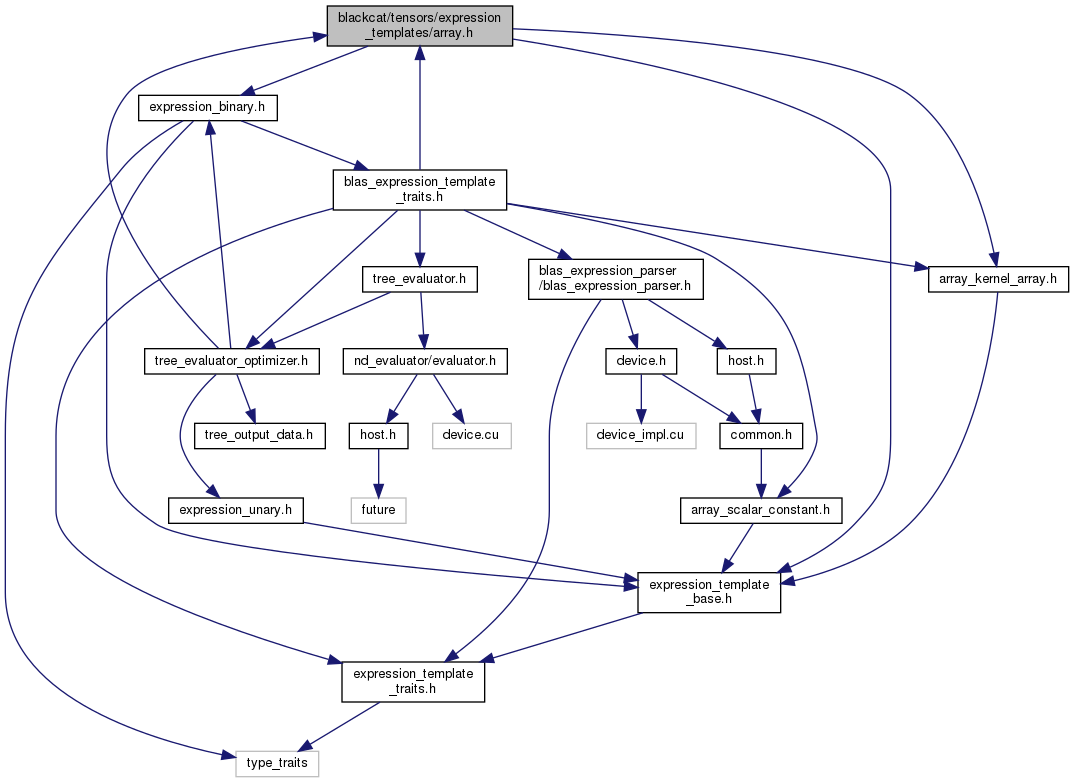 blackcat/tensors/expression
_templates/array.h
expression_binary.h
blas_expression_template
_traits.h
tree_evaluator.h
blas_expression_parser
/blas_expression_parser.h
array_kernel_array.h
tree_evaluator_optimizer.h
nd_evaluator/evaluator.h
device.h
host.h
tree_output_data.h
host.h
device.cu
device_impl.cu
common.h
expression_unary.h
future
array_scalar_constant.h
expression_template
_base.h
expression_template
_traits.h
type_traits